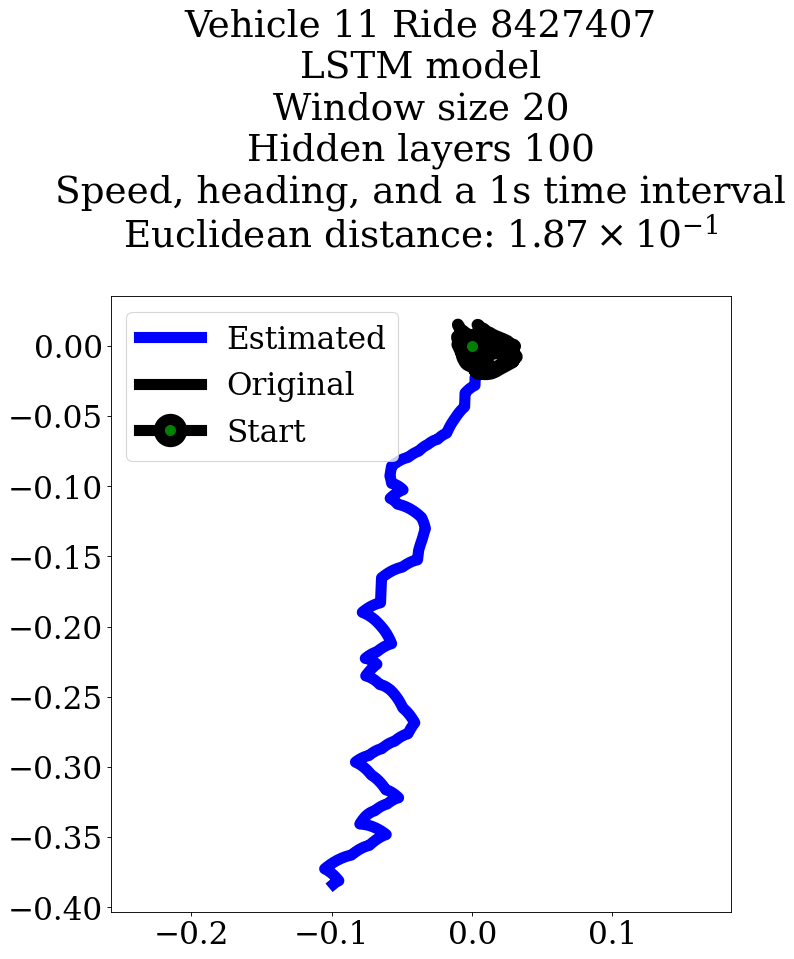 Vehicle 11 Ride 8427407
LSTM model
Window size 20
Hidden layers 100
Speed, heading, and a 1s time interval
Euclidean distance: 1.87 × 10⁻¹
Estimated
Original
Start
0.00
−0.05
−0.10
−0.15
−0.20
−0.25
−0.30
−0.35
−0.40
−0.2 −0.1 0.0 0.1